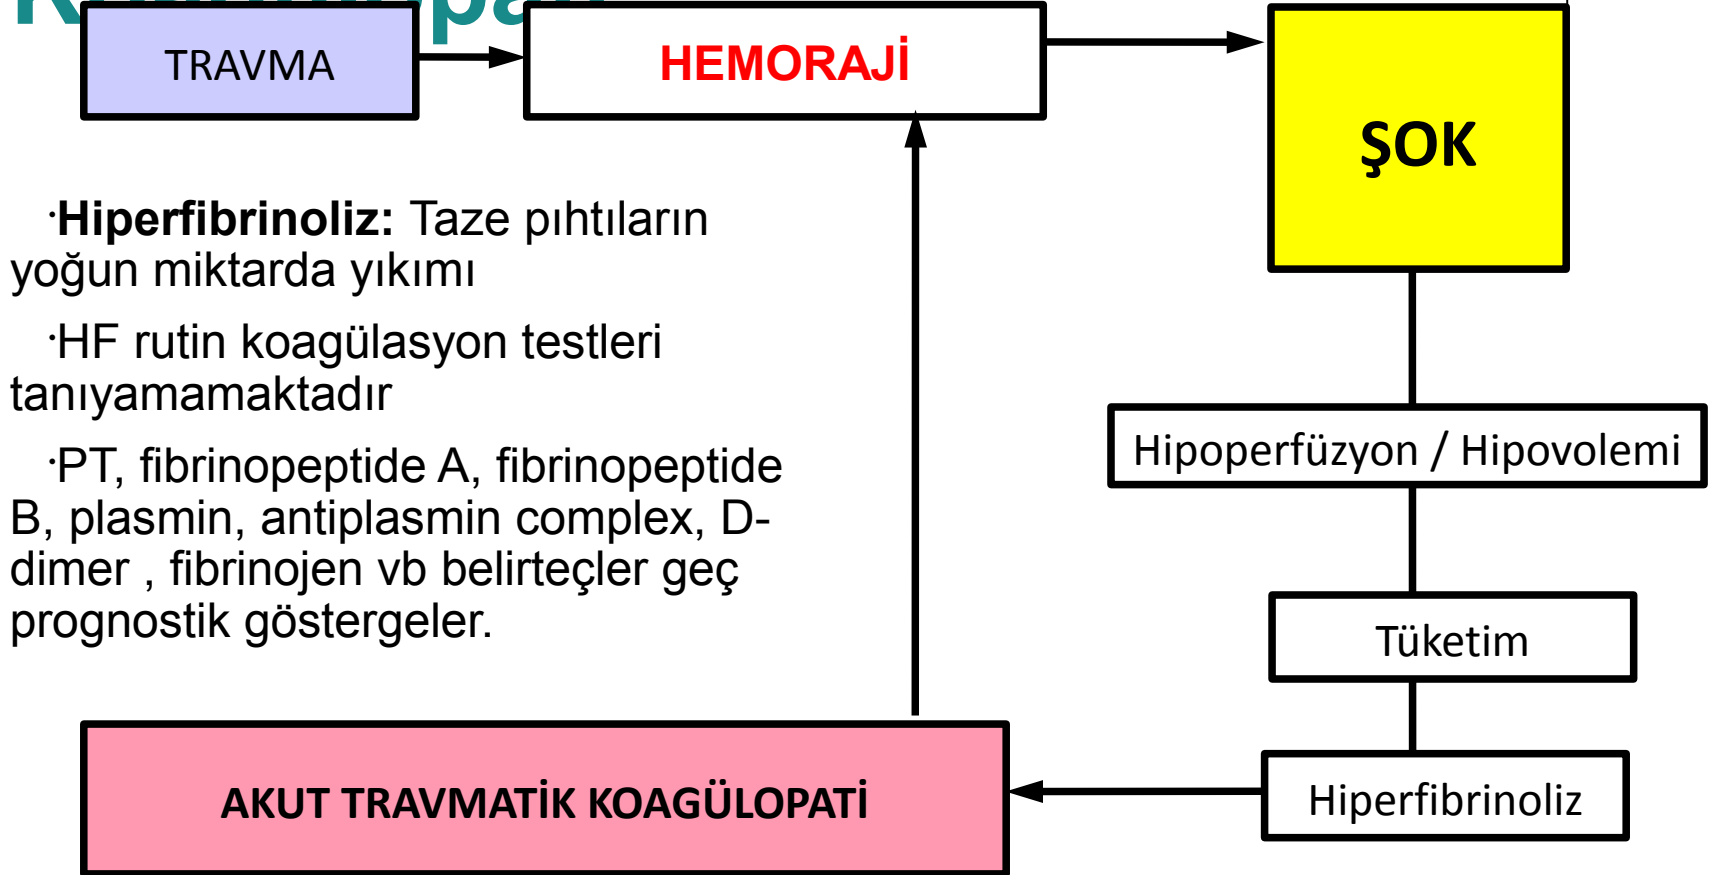 TRAVMA
HEMORAJİ
ŞOK
·Hiperfibrinoliz: Taze pıhtıların
yoğun miktarda yıkımı
·HF rutin koagülasyon testleri
tanıyamamaktadır
·PT, fibrinopeptide A, fibrinopeptide
B, plasmin, antiplasmin complex, D-
dimer , fibrinojen vb belirteçler geç
prognostik göstergeler.
Hipoperfüzyon / Hipovolemi
Tüketim
Hiperfibrinoliz
AKUT TRAVMATİK KOAGÜLOPATİ